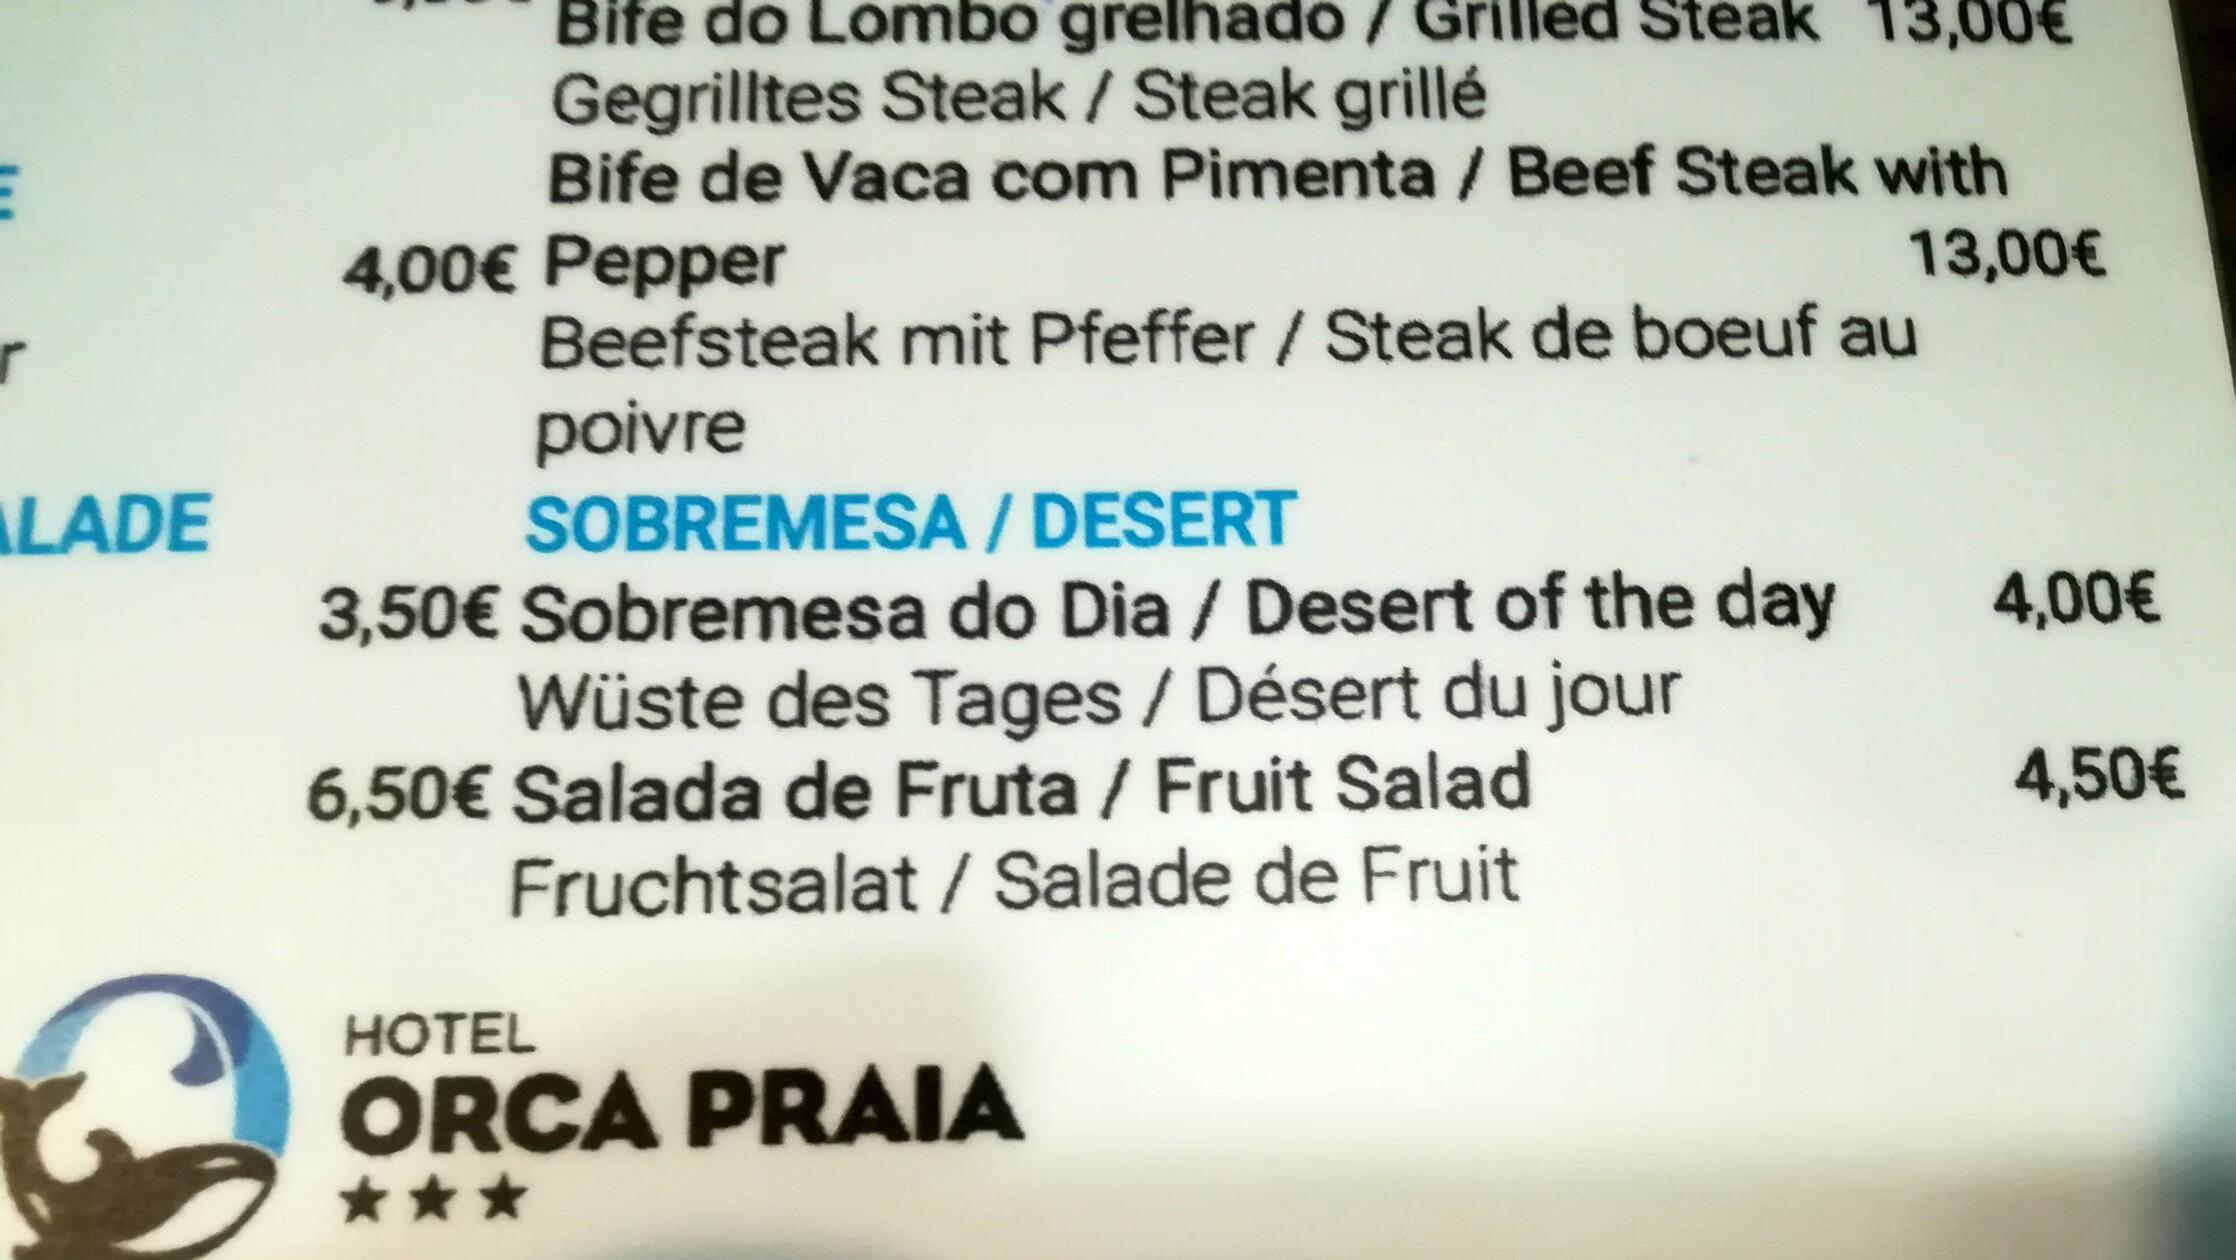 Bife do Lombo grelhado / Grilled Steak 13,00€
Gegrilltes Steak / Steak grillé
Bife de Vaca com Pimenta / Beef Steak with
4,00€ Pepper 13,00€
Beefsteak mit Pfeffer / Steak de boeuf au
poivre
SOBREMESA / DESERT
3,50€ Sobremesa do Dia / Desert of the day 4,00€
Wüste des Tages / Désert du jour
6,50€ Salada de Fruta / Fruit Salad 4,50€
Fruchtsalat / Salade de Fruit
HOTEL
ORCA PRAIA